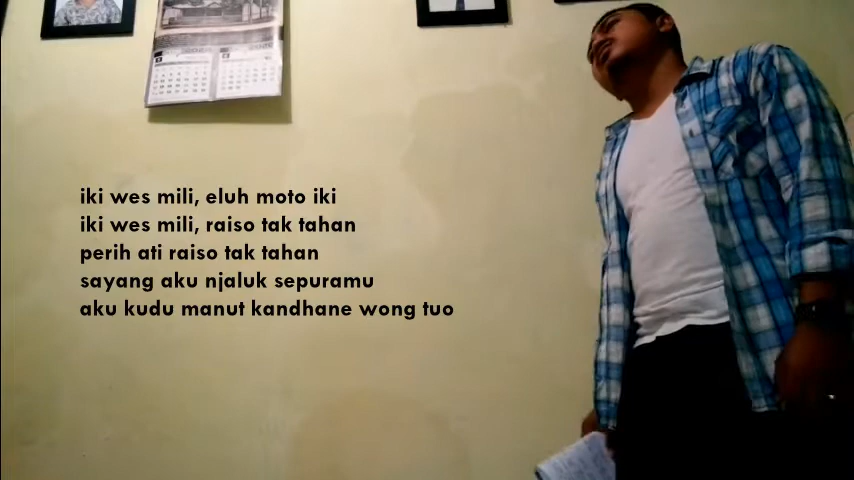 iki wes mili, eluh moto iki
iki wes mili, raiso tak tahan
perih ati raiso tak tahan
sayang aku njaluk sepuramu
aku kudu manut kandhane wong tuo